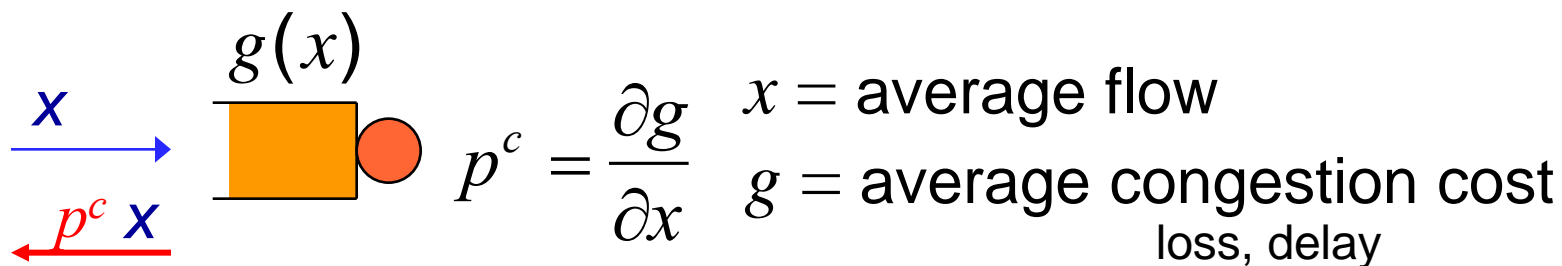 g(x)
x
p^c = ∂g/∂x
x = average flow
g = average congestion cost
loss, delay
p^c x